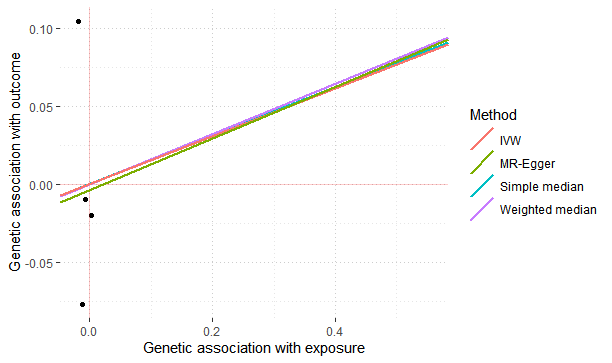 Genetic association with outcome
0.10
0.05
0.00
-0.05
0.0
0.2
0.4
Genetic association with exposure
Method
IVW
MR-Egger
Simple median
Weighted median